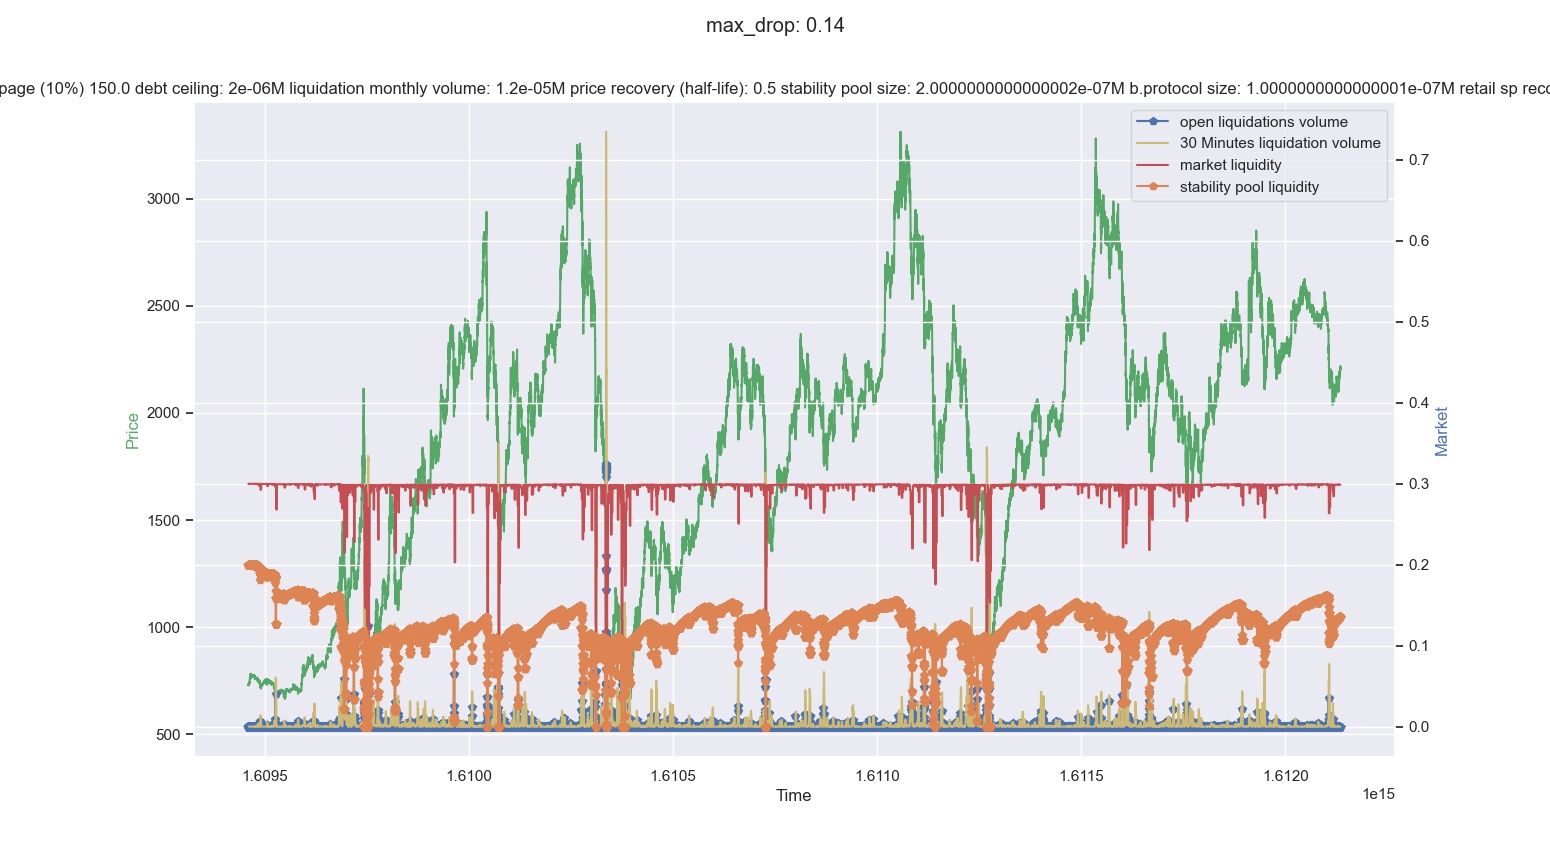 max_drop: 0.14
page (10%) 150.0 debt ceiling: 2e-06M liquidation monthly volume: 1.2e-05M price recovery (half-life): 0.5 stability pool size: 2.0000000000000002e-07M b.protocol size: 1.0000000000000001e-07M retail sp reco
open liquidations volume
30 Minutes liquidation volume
market liquidity
stability pool liquidity
3000
2500
2000
1500
1000
500
Price
0.7
0.6
0.5
0.4
0.3
0.2
0.1
0.0
Market
1.6095 1.6100 1.6105 1.6110 1.6115 1.6120
1e15
Time